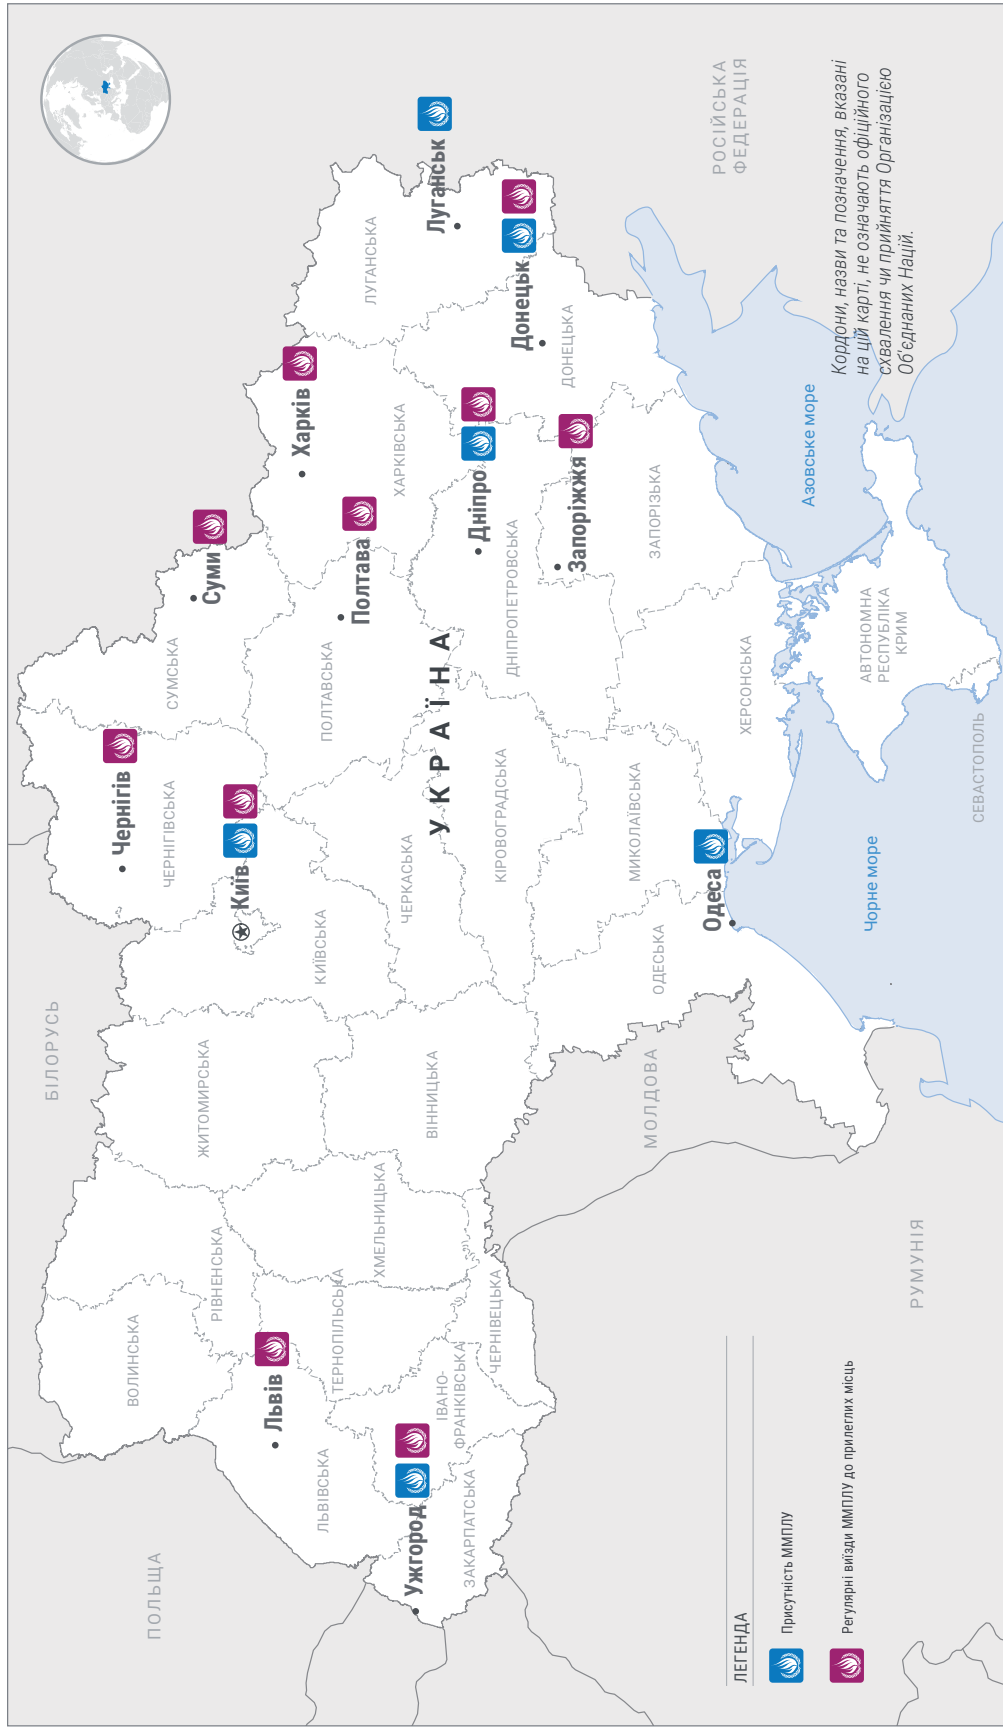 БІЛОРУСЬ
ПОЛЬЩА
РОСІЙСЬКА
ФЕДЕРАЦІЯ
МОЛДОВА
РУМУНІЯ
УКРАЇНА
ВОЛИНСЬКА
РІВНЕНСЬКА
ЖИТОМИРСЬКА
КИЇВСЬКА
Київ
ЧЕРНІГІВСЬКА
Чернігів
СУМСЬКА
Суми
ЛЬВІВСЬКА
Львів
ТЕРНОПІЛЬСЬКА
ХМЕЛЬНИЦЬКА
ВІННИЦЬКА
ЧЕРКАСЬКА
ПОЛТАВСЬКА
Полтава
ХАРКІВСЬКА
Харків
ЛУГАНСЬКА
Луганськ
Ужгород
ЗАКАРПАТСЬКА
ІВАНО-
ФРАНКІВСЬКА
ЧЕРНІВЕЦЬКА
КІРОВОГРАДСЬКА
ДНІПРОПЕТРОВСЬКА
Дніпро
ДОНЕЦЬКА
Донецьк
ЗАПОРІЗЬКА
Запоріжжя
ОДЕСЬКА
Одеса
МИКОЛАЇВСЬКА
ХЕРСОНСЬКА
АВТОНОМНА
РЕСПУБЛІКА
КРИМ
СЕВАСТОПОЛЬ
Чорне море
Азовське море
Кордони, назви та позначення, вказані
на цій карті, не означають офіційного
схвалення чи прийняття Організацією
Об'єднаних Націй.
ЛЕГЕНДА
Присутність ММПЛУ
Регулярні виїзди ММПЛУ до прилеглих місць